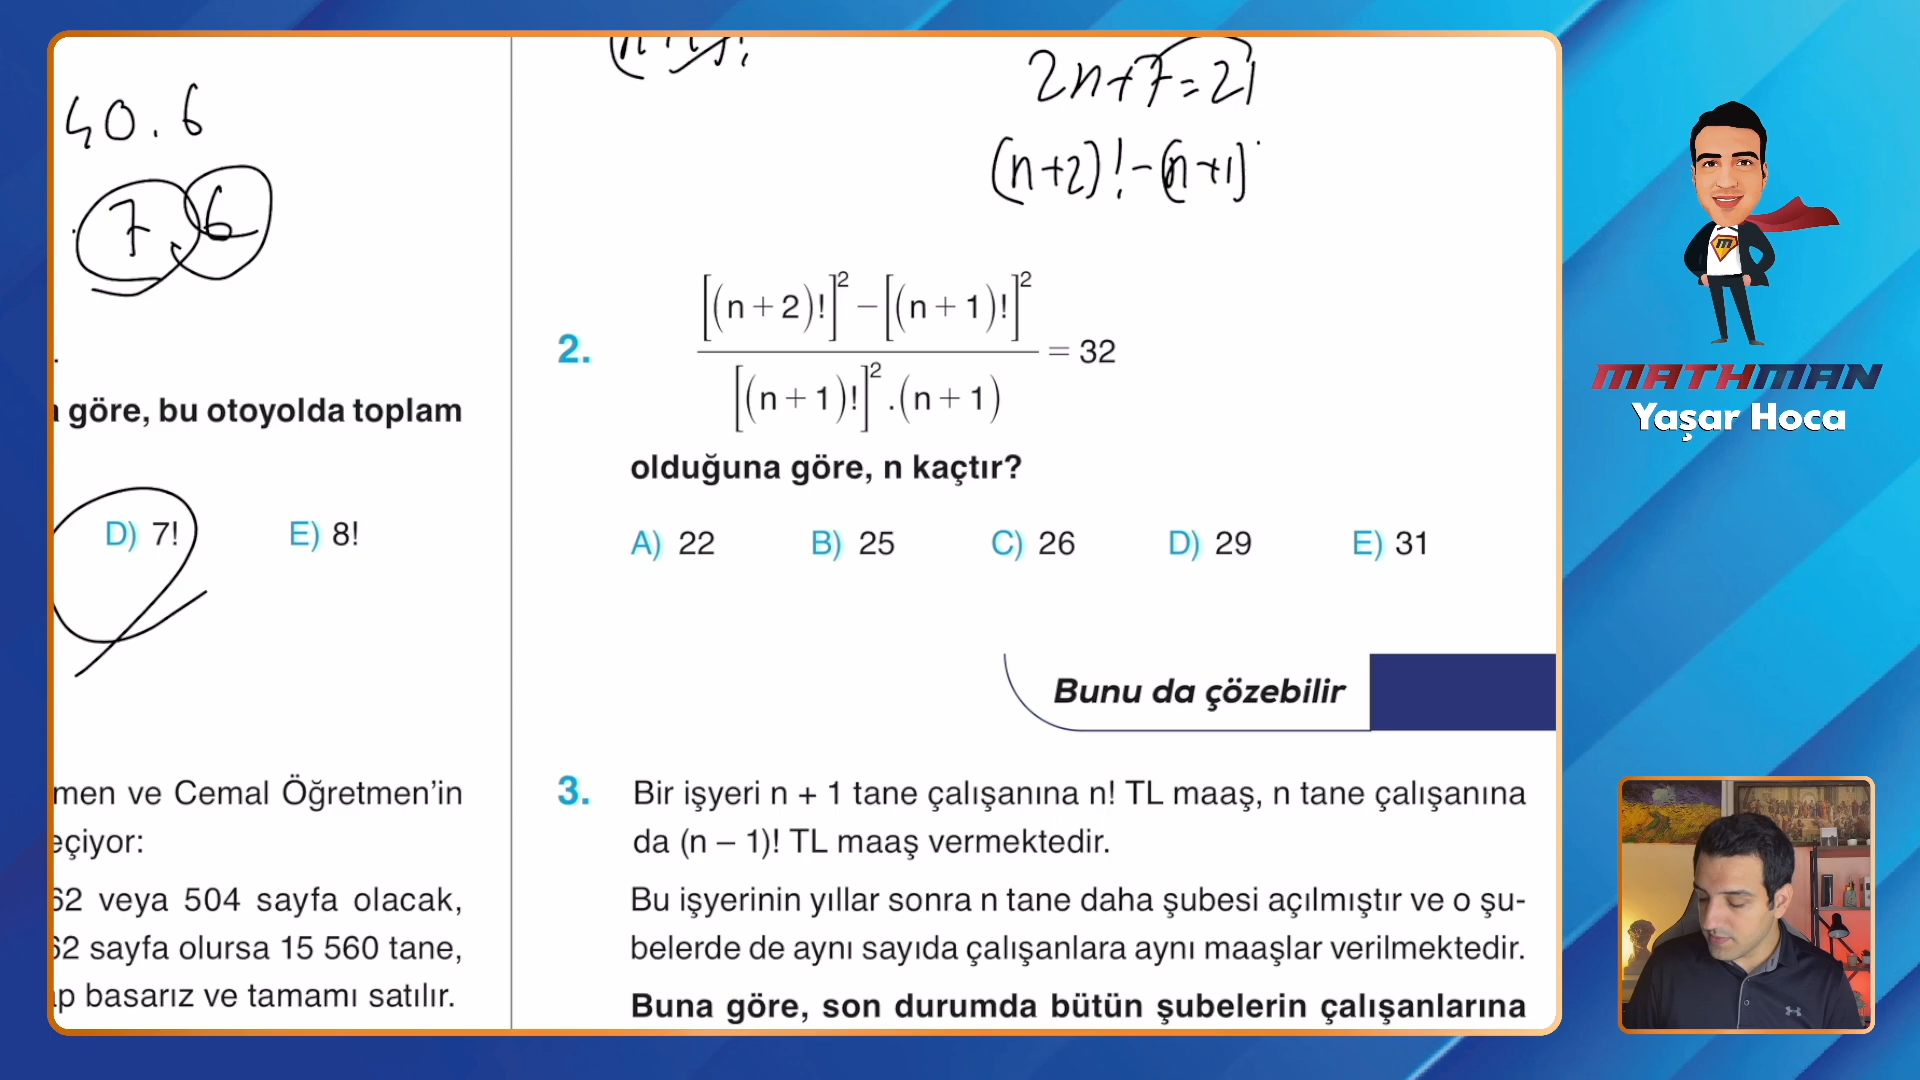 40.6
7.6
göre, bu otoyolda toplam
D) 7! E) 8!
men ve Cemal Öğretmen’in
eçiyor:
62 veya 504 sayfa olacak,
62 sayfa olursa 15 560 tane,
p basarız ve tamamı satılır.
2n+7=21
(n+2)!-(n+1)
2. [(n+2)!]² − [(n+1)!]² / [(n+1)!]² . (n+1) = 32
olduğuna göre, n kaçtır?
A) 22 B) 25 C) 26 D) 29 E) 31
Bunu da çözebilir
3. Bir işyeri n + 1 tane çalışanına n! TL maaş, n tane çalışanına
da (n – 1)! TL maaş vermektedir.
Bu işyerinin yıllar sonra n tane daha şubesi açılmıştır ve o şu-
belerde de aynı sayıda çalışanlara aynı maaşlar verilmektedir.
Buna göre, son durumda bütün şubelerin çalışanlarına
MATHMAN
Yaşar Hoca